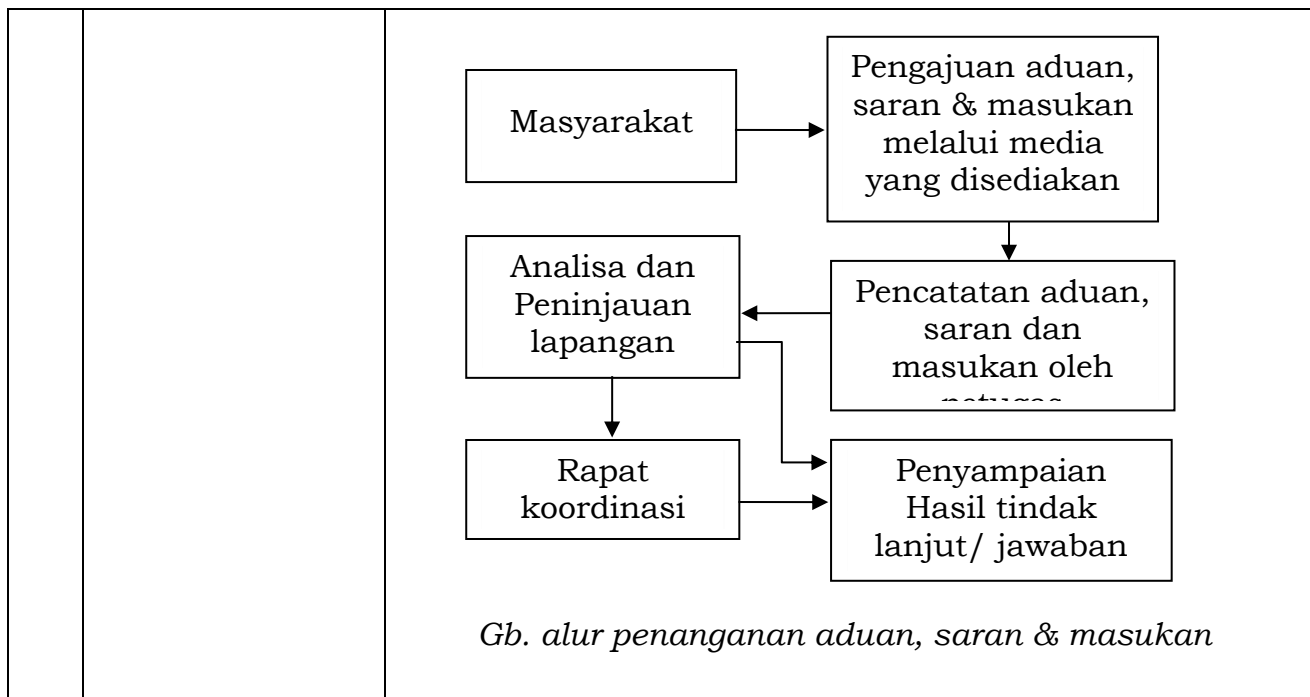 Masyarakat
Pengajuan aduan,
saran & masukan
melalui media
yang disediakan
Pencatatan aduan,
saran dan
masukan oleh
petugas
Analisa dan
Peninjauan
lapangan
Rapat
koordinasi
Penyampaian
Hasil tindak
lanjut/ jawaban
Gb. alur penanganan aduan, saran & masukan